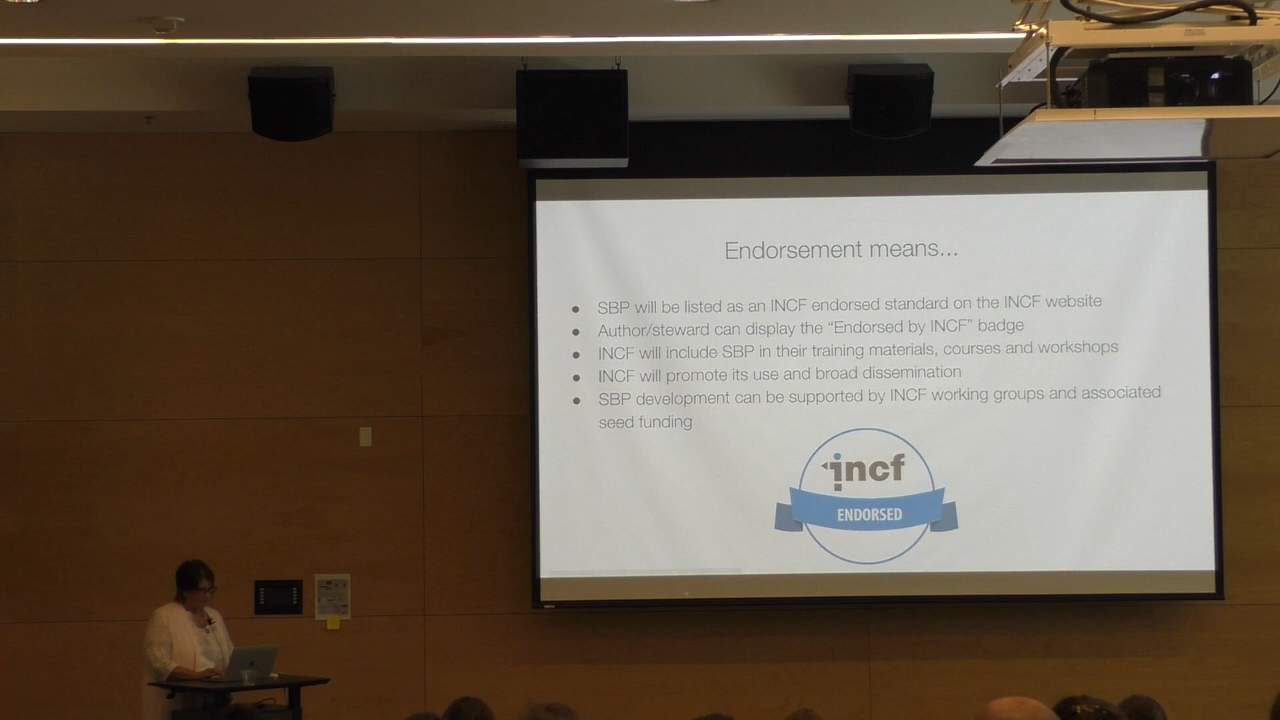 Endorsement means...
● SBP will be listed as an INCF endorsed standard on the INCF website
● Author/steward can display the “Endorsed by INCF” badge
● INCF will include SBP in their training materials, courses and workshops
● INCF will promote its use and broad dissemination
● SBP development can be supported by INCF working groups and associated
seed funding
incf
ENDORSED